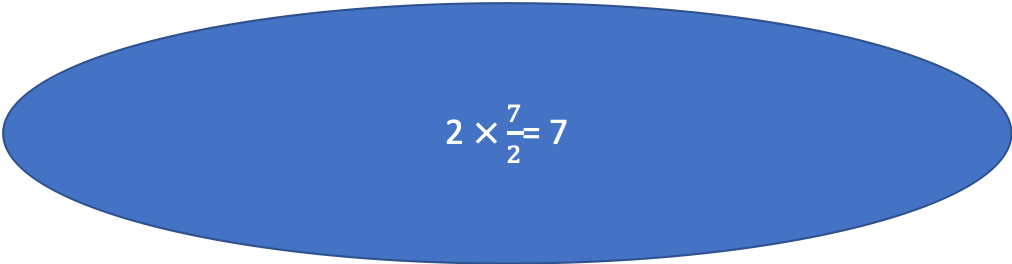 2 × 7/2 = 7